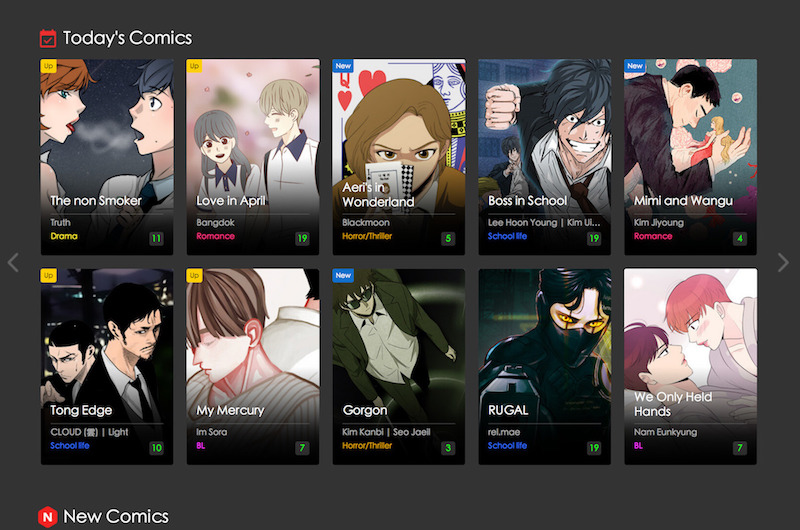 Today's Comics
Up
The non Smoker
Truth
Drama
11
Up
Love in April
Bangdok
Romance
19
New
Q
Aeri's in
Wonderland
Blackmoon
Horror/Thriller
5
Boss in School
Lee Hoon Young | Kim Ui...
School life
19
New
Mimi and Wangu
Kim Jiyoung
Romance
4
Up
Tong Edge
CLOUD (雲) | Light
School life
10
Up
My Mercury
Im Sora
BL
7
New
Gorgon
Kim Kanbi | Seo Jaeil
Horror/Thriller
3
RUGAL
rel.mae
School life
19
We Only Held
Hands
Nam Eunkyung
BL
7
N
New Comics